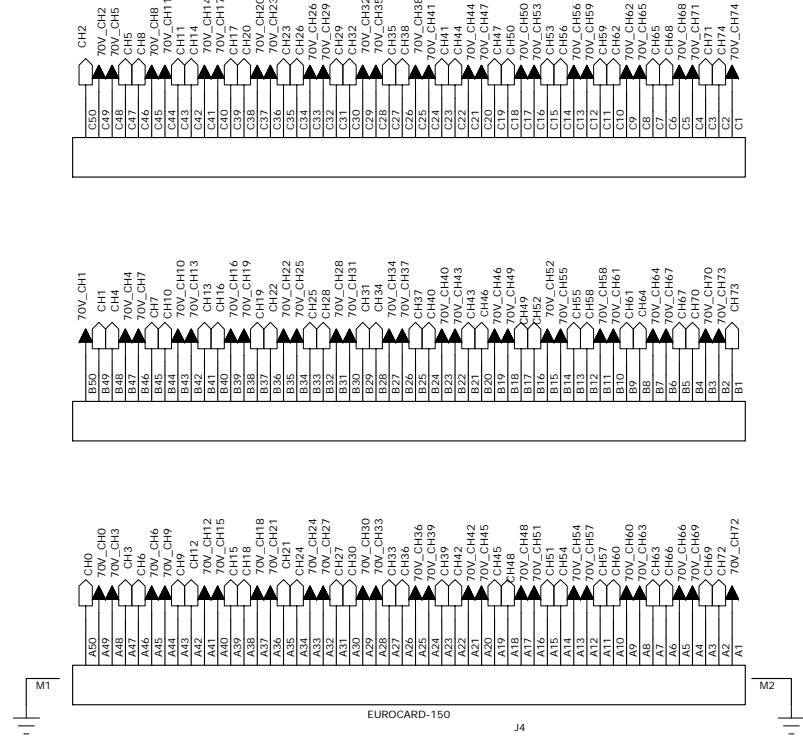 CH2 70V_CH2 70V_CH5 CH5 CH8 70V_CH8 70V_CH11 CH11 CH14 70V_CH14 70V_CH17 CH17 CH20 70V_CH20 70V_CH23 CH23 CH26 70V_CH26 70V_CH29 CH29 CH32 70V_CH32 70V_CH35 CH35 CH38 70V_CH38 70V_CH41 CH41 CH44 70V_CH44 70V_CH47 CH47 CH50 70V_CH50 70V_CH53 CH53 CH56 70V_CH56 70V_CH59 CH59 CH62 70V_CH62 70V_CH65 CH65 CH68 70V_CH68 70V_CH71 CH71 CH74 70V_CH74
C50 C49 C48 C47 C46 C45 C44 C43 C42 C41 C40 C39 C38 C37 C36 C35 C34 C33 C32 C31 C30 C29 C28 C27 C26 C25 C24 C23 C22 C21 C20 C19 C18 C17 C16 C15 C14 C13 C12 C11 C10 C9 C8 C7 C6 C5 C4 C3 C2 C1
70V_CH1 CH1 CH4 70V_CH4 70V_CH7 CH7 CH10 70V_CH10 70V_CH13 CH13 CH16 70V_CH16 70V_CH19 CH19 CH22 70V_CH22 70V_CH25 CH25 CH28 70V_CH28 70V_CH31 CH31 CH34 70V_CH34 70V_CH37 CH37 CH40 70V_CH40 70V_CH43 CH43 CH46 70V_CH46 70V_CH49 CH49 CH52 70V_CH52 70V_CH55 CH55 CH58 70V_CH58 70V_CH61 CH61 CH64 70V_CH64 70V_CH67 CH67 CH70 70V_CH70 70V_CH73 CH73
B50 B49 B48 B47 B46 B45 B44 B43 B42 B41 B40 B39 B38 B37 B36 B35 B34 B33 B32 B31 B30 B29 B28 B27 B26 B25 B24 B23 B22 B21 B20 B19 B18 B17 B16 B15 B14 B13 B12 B11 B10 B9 B8 B7 B6 B5 B4 B3 B2 B1
CH0 70V_CH0 70V_CH3 CH3 CH6 70V_CH6 70V_CH9 CH9 CH12 70V_CH12 70V_CH15 CH15 CH18 70V_CH18 70V_CH21 CH21 CH24 70V_CH24 70V_CH27 CH27 CH30 70V_CH30 70V_CH33 CH33 CH36 70V_CH36 70V_CH39 CH39 CH42 70V_CH42 70V_CH45 CH45 CH48 70V_CH48 70V_CH51 CH51 CH54 70V_CH54 70V_CH57 CH57 CH60 70V_CH60 70V_CH63 CH63 CH66 70V_CH66 70V_CH69 CH69 CH72 70V_CH72
A50 A49 A48 A47 A46 A45 A44 A43 A42 A41 A40 A39 A38 A37 A36 A35 A34 A33 A32 A31 A30 A29 A28 A27 A26 A25 A24 A23 A22 A21 A20 A19 A18 A17 A16 A15 A14 A13 A12 A11 A10 A9 A8 A7 A6 A5 A4 A3 A2 A1
M1
M2
EUROCARD-150
J4